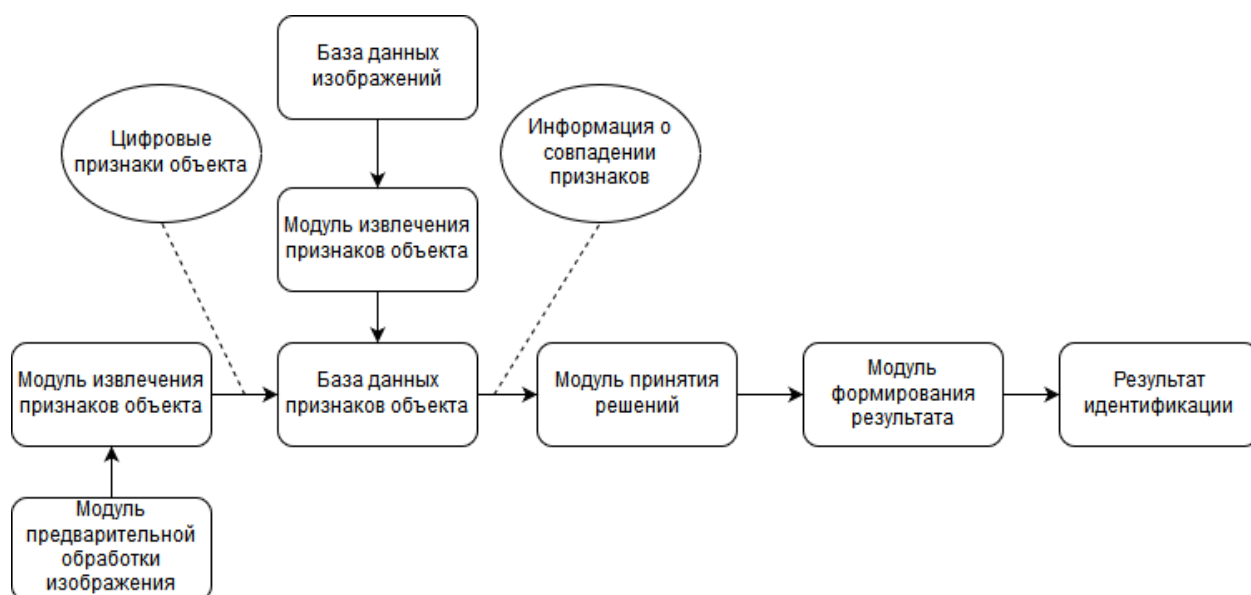 База данных
изображений
Цифровые
признаки объекта
Информация о
совпадении
признаков
Модуль извлечения
признаков объекта
Модуль извлечения
признаков объекта
База данных
признаков объекта
Модуль принятия
решений
Модуль
формирования
результата
Результат
идентификации
Модуль
предварительной
обработки
изображения